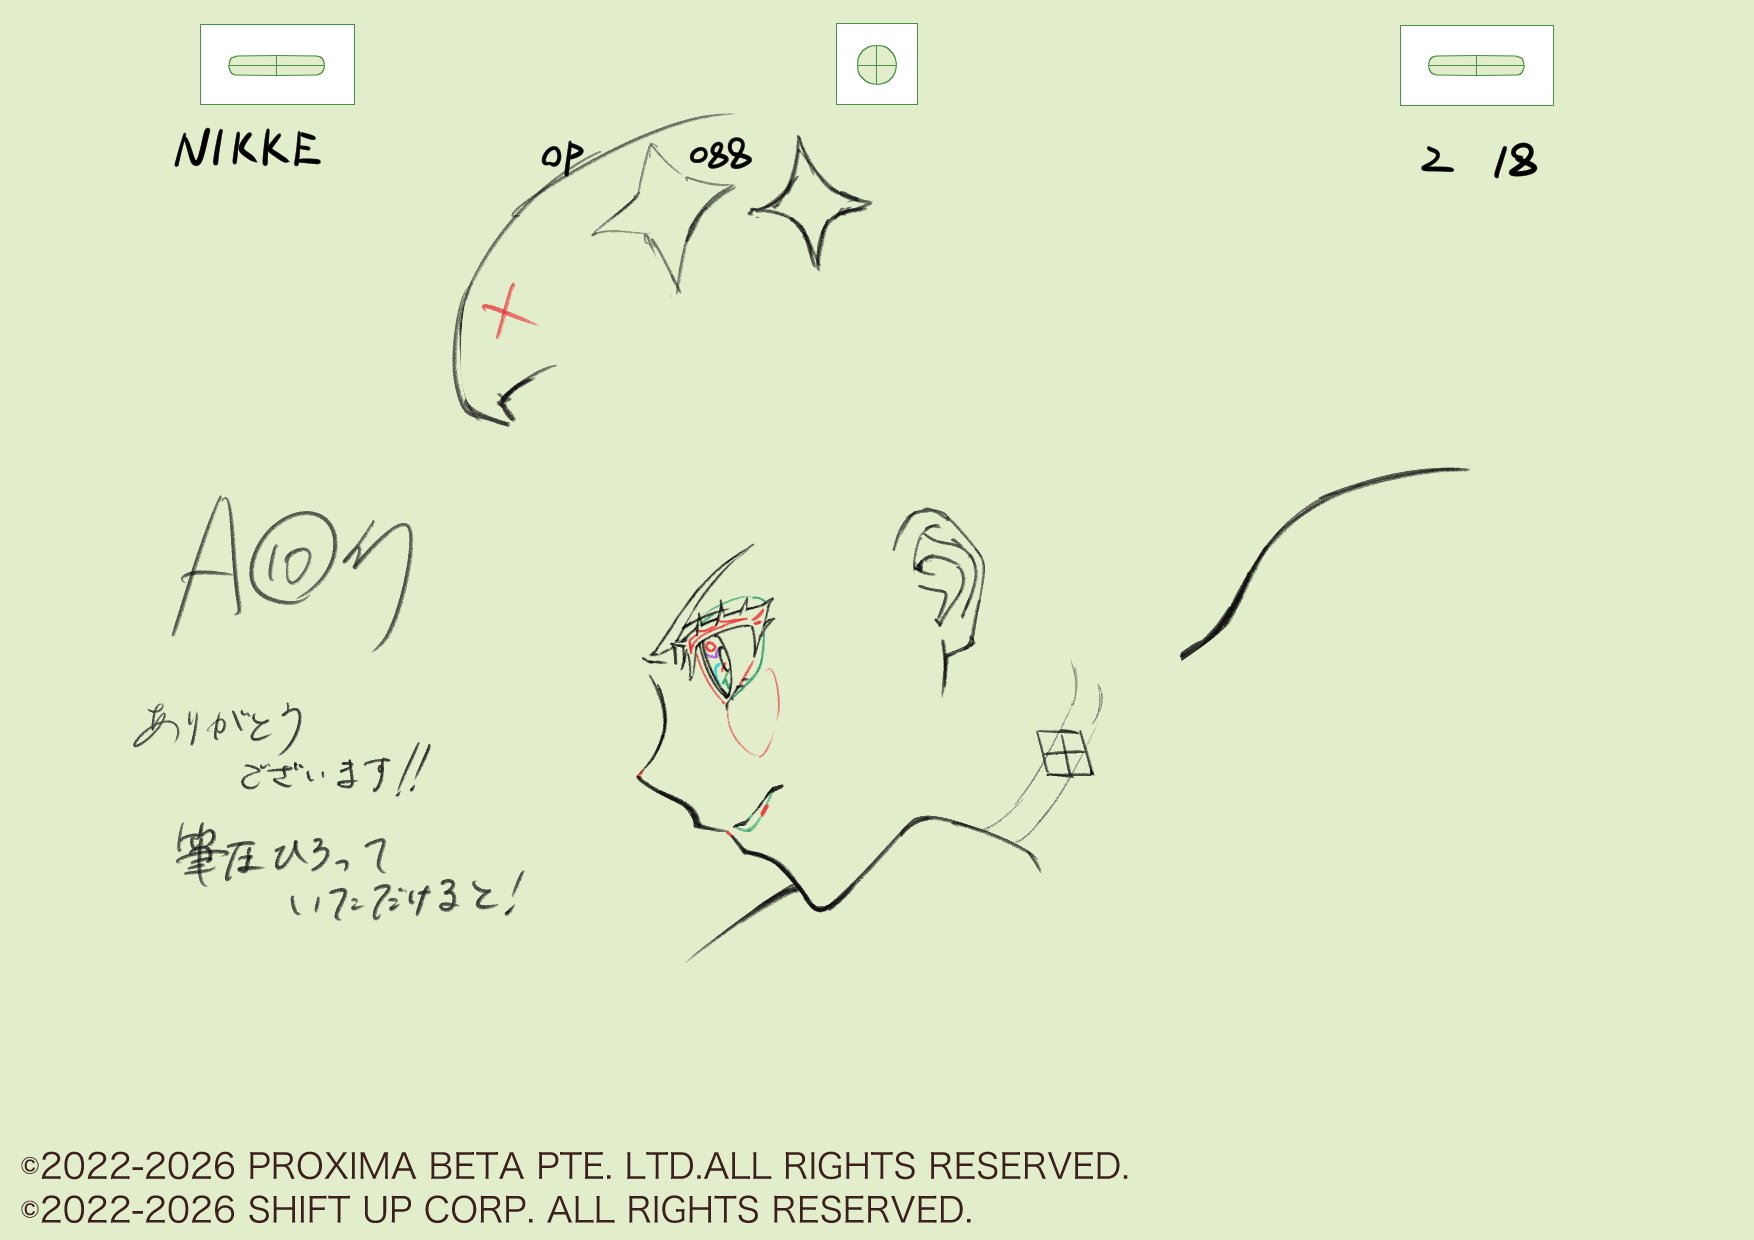 NIKKE OP 088 2 18
A⑩
ありがとう
ございます!!
筆圧ひろって
いただけると!
©2022-2026 PROXIMA BETA PTE. LTD.ALL RIGHTS RESERVED.
©2022-2026 SHIFT UP CORP. ALL RIGHTS RESERVED.